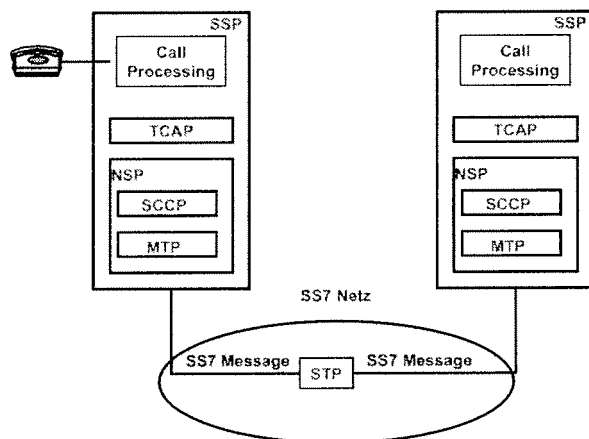 SSP
Call
Processing
TCAP
NSP
SCCP
MTP
SSP
Call
Processing
TCAP
NSP
SCCP
MTP
SS7 Netz
SS7 Message
STP
SS7 Message